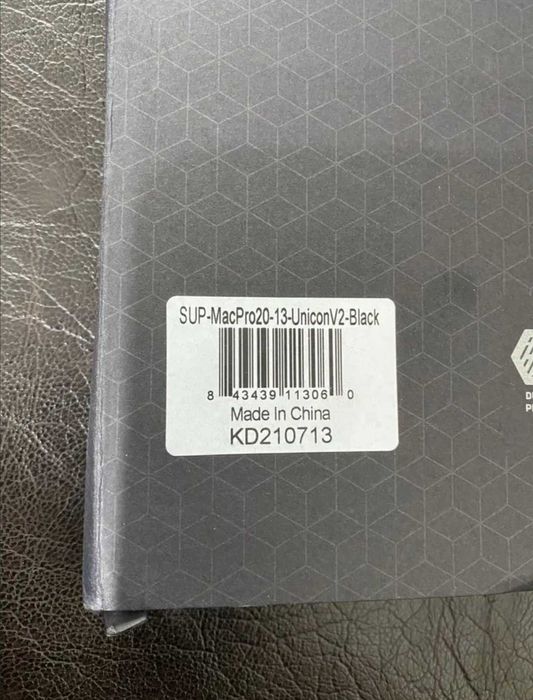 SUP-MacPro20-13-UniconV2-Black
8 43439 11306 0
Made In China
KD210713